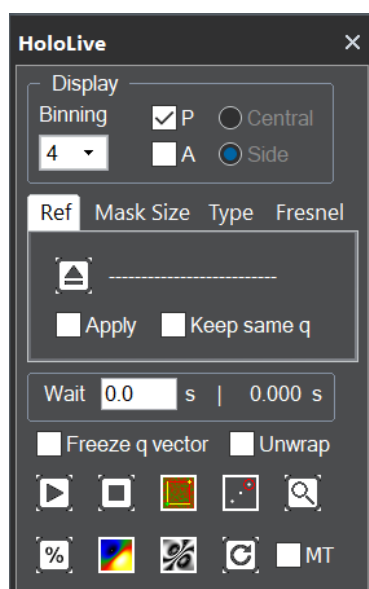 HoloLive
Display
Binning
P
Central
4
A
Side
Ref Mask Size Type Fresnel
---------------------------
Apply Keep same q
Wait 0.0 s | 0.000 s
Freeze q vector Unwrap
%
% MT